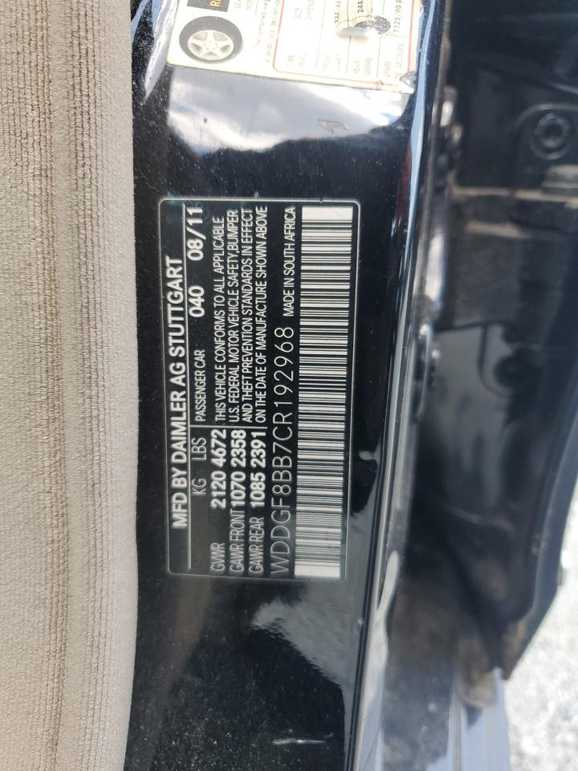 MFD BY DAIMLER AG STUTTGART
KG LBS PASSENGER CAR 040 08/11
GVWR 2120 4672 THIS VEHICLE CONFORMS TO ALL APPLICABLE
GAWR FRONT 1070 2358 U.S. FEDERAL MOTOR VEHICLE SAFETY, BUMPER
GAWR REAR 1085 2391 AND THEFT PREVENTION STANDARDS IN EFFECT
ON THE DATE OF MANUFACTURE SHOWN ABOVE
WDDGF8BB7CR192968 MADE IN SOUTH AFRICA